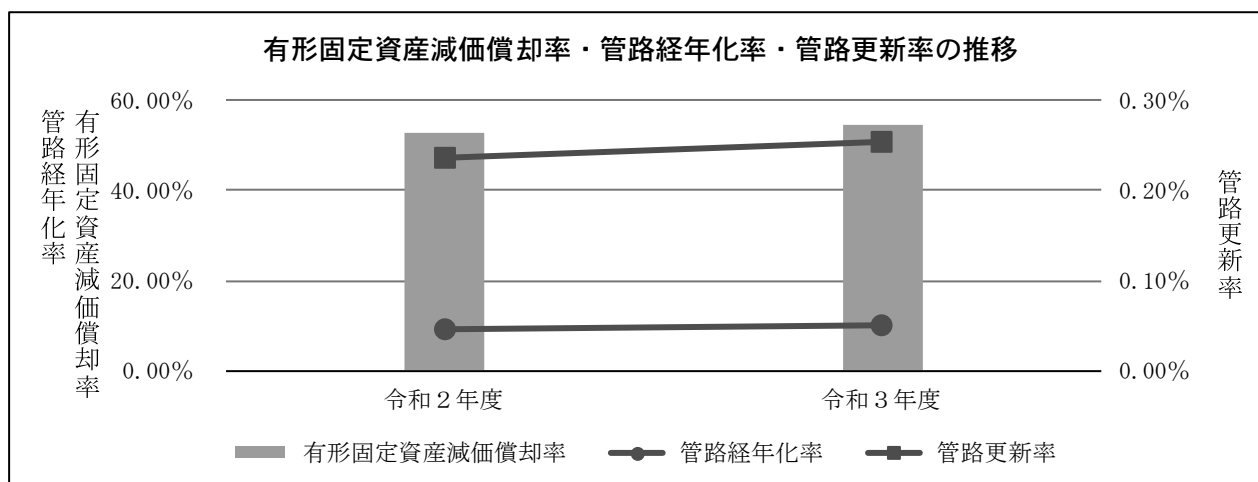 有形固定資産減価償却率・管路経年化率・管路更新率の推移
有形固定資産減価償却率
管路経年化率
60.00%
40.00%
20.00%
0.00%
0.30%
0.20%
0.10%
0.00%
管路更新率
令和２年度
令和３年度
有形固定資産減価償却率
管路経年化率
管路更新率